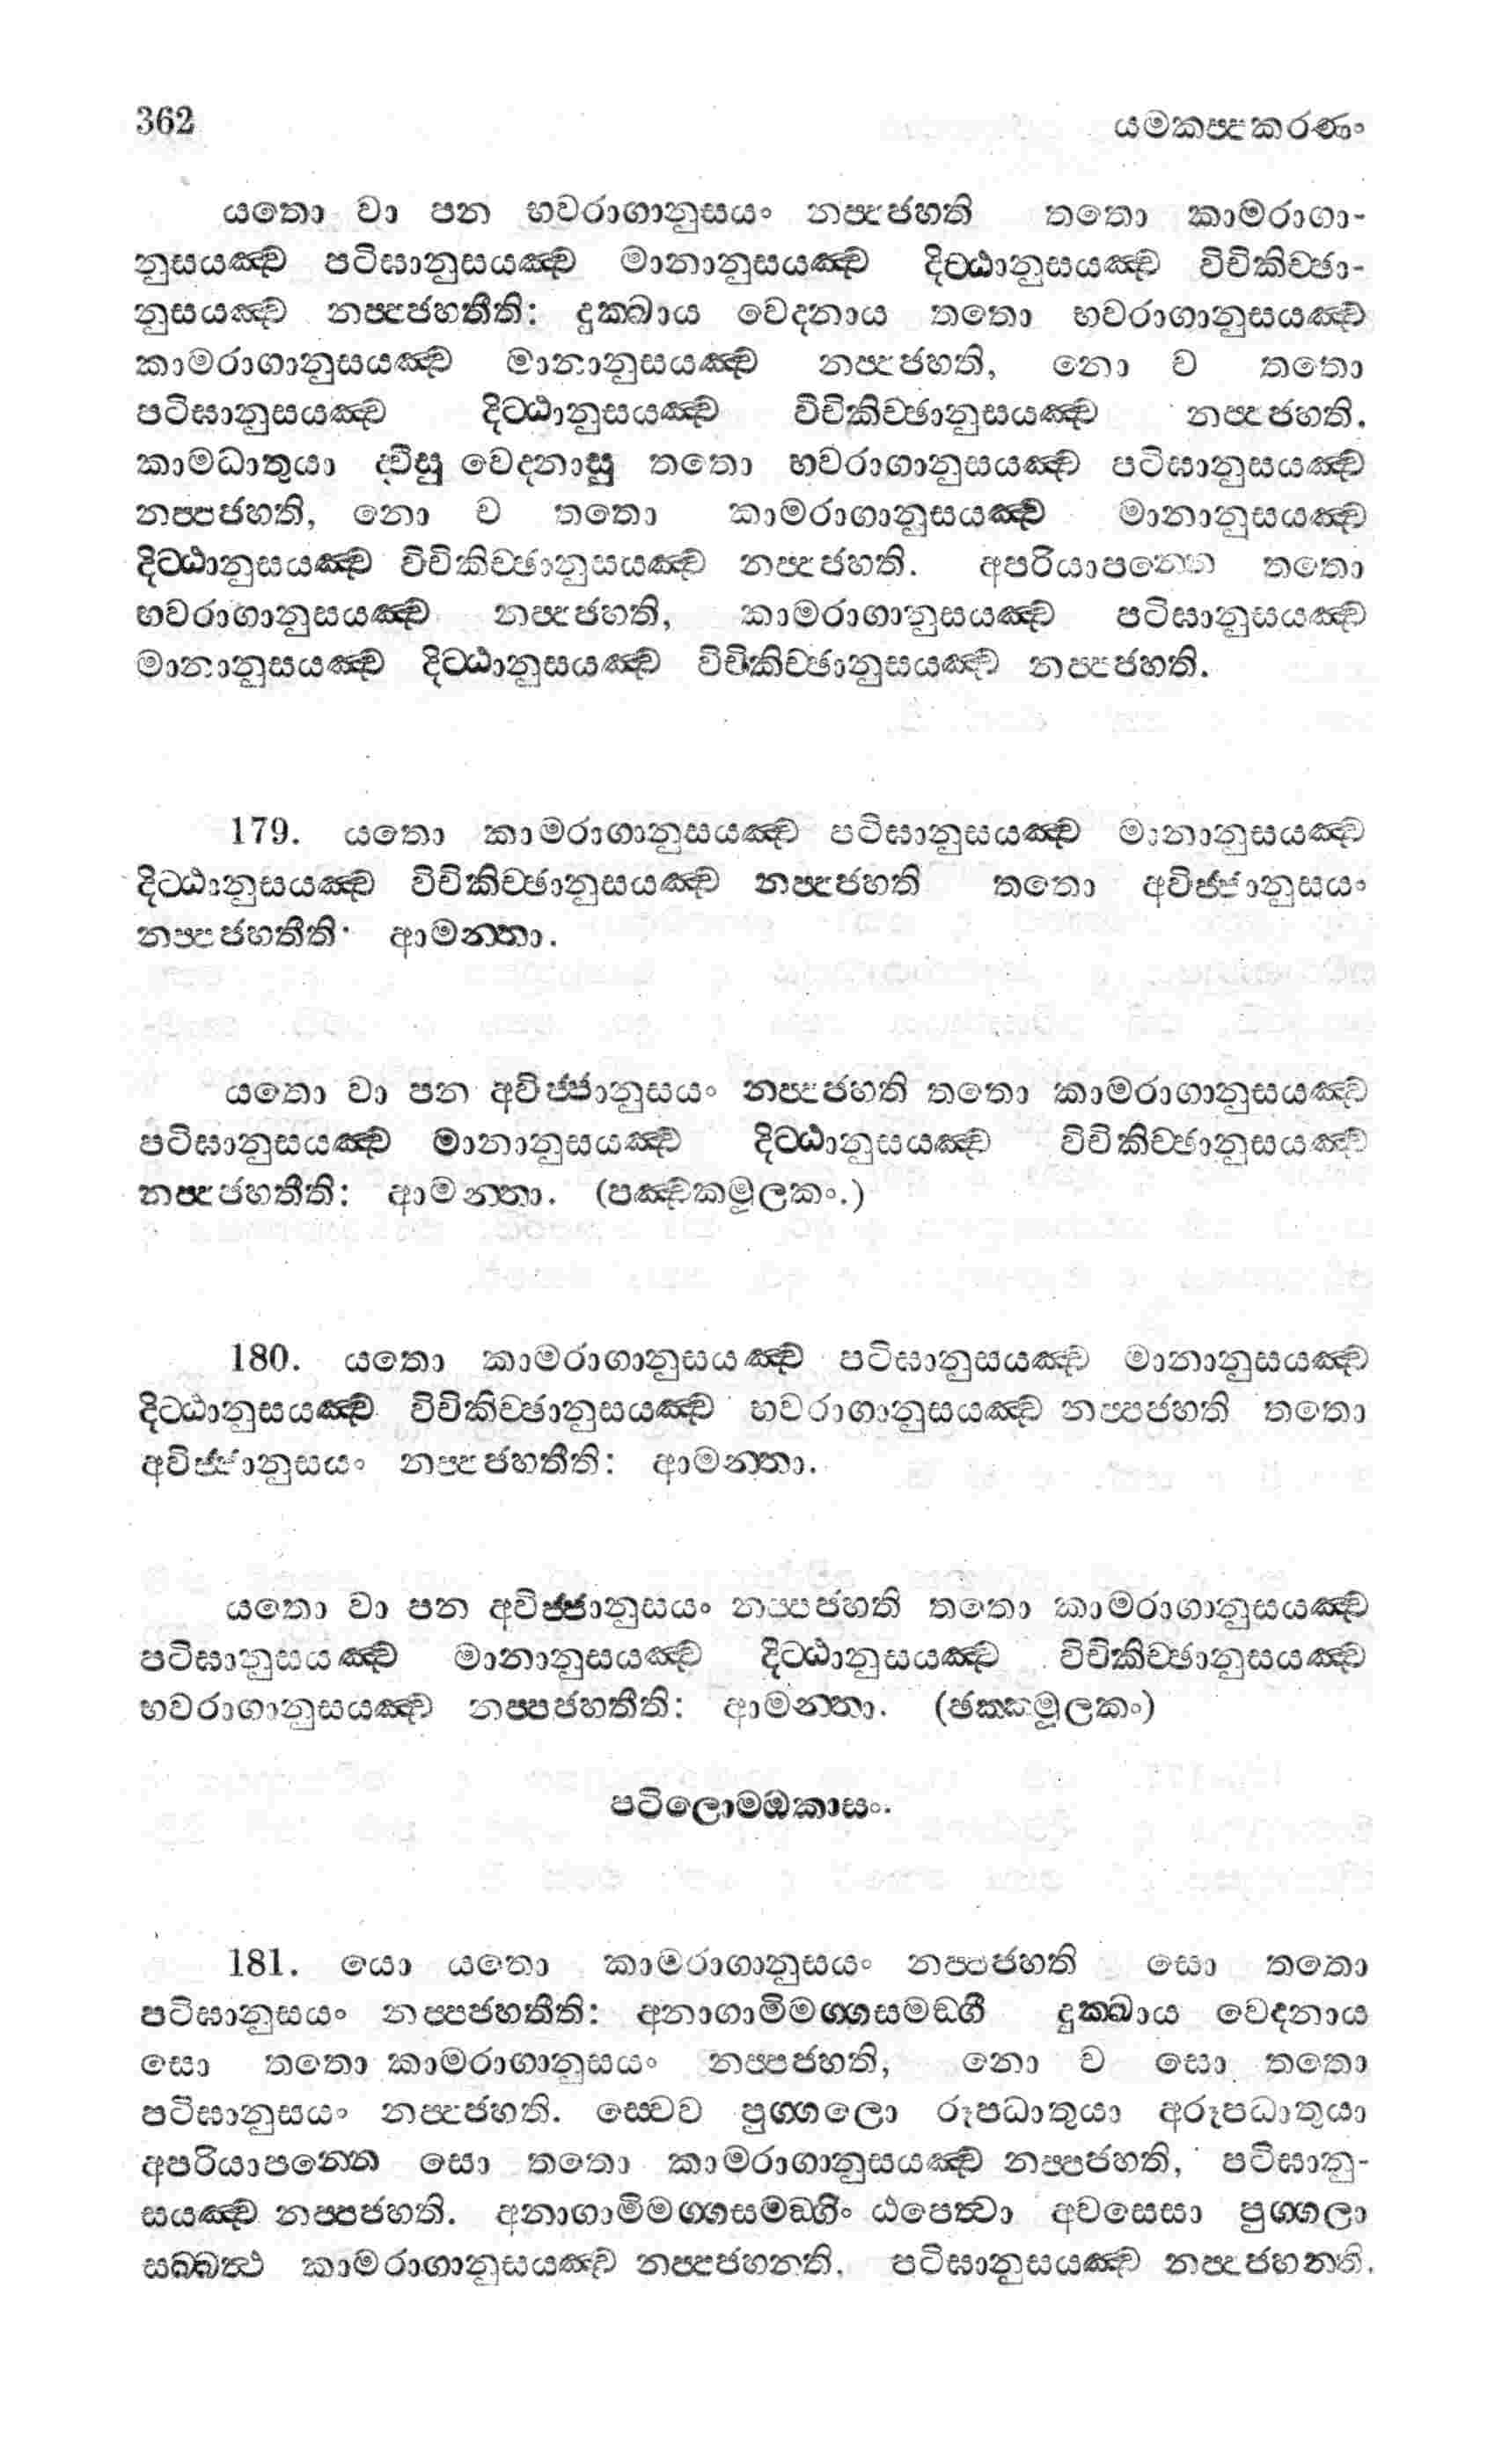 362 යමකප්පකරණං
යතො වා පන භවරාගානුසයං නප්පජහති තතො කාමරාගා-
නුසයඤ්ච පටිඝානුසයඤ්ච මානානුසයඤ්ච දිට්ඨානුසයඤ්ච විචිකිච්ඡා-
නුසයඤ්ච නප්පජහතීති: දුක්ඛාය වෙදනාය තතො භවරාගානුසයඤ්ච
කාමරාගානුසයඤ්ච මානානුසයඤ්ච නප්පජහති, නො ච තතො
පටිඝානුසයඤ්ච දිට්ඨානුසයඤ්ච විචිකිච්ඡානුසයඤ්ච නප්පජහති.
කාමධාතුයා ද්වීසු වෙදනාසු තතො භවරාගානුසයඤ්ච පටිඝානුසයඤ්ච
නප්පජහති, නො ච තතො කාමරාගානුසයඤ්ච මානානුසයඤ්ච
දිට්ඨානුසයඤ්ච විචිකිච්ඡානුසයඤ්ච නප්පජහති. අපරියාපන්නෙ තතො
භවරාගානුසයඤ්ච නප්පජහති, කාමරාගානුසයඤ්ච පටිඝානුසයඤ්ච
මානානුසයඤ්ච දිට්ඨානුසයඤ්ච විචිකිච්ඡානුසයඤ්ච නප්පජහති.
179. යතො කාමරාගානුසයඤ්ච පටිඝානුසයඤ්ච මානානුසයඤ්ච
දිට්ඨානුසයඤ්ච විචිකිච්ඡානුසයඤ්ච නප්පජහති තතො අවිජ්ජානුසයං
නප්පජහතීති: ආමන්තා.
යතො වා පන අවිජ්ජානුසයං නප්පජහති තතො කාමරාගානුසයඤ්ච
පටිඝානුසයඤ්ච මානානුසයඤ්ච දිට්ඨානුසයඤ්ච විචිකිච්ඡානුසයඤ්ච
නප්පජහතීති: ආමන්තා. (පඤ්චකමූලකං.)
180. යතො කාමරාගානුසයඤ්ච පටිඝානුසයඤ්ච මානානුසයඤ්ච
දිට්ඨානුසයඤ්ච විචිකිච්ඡානුසයඤ්ච භවරාගානුසයඤ්ච නප්පජහති තතො
අවිජ්ජානුසයං නප්පජහතීති: ආමන්තා.
යතො වා පන අවිජ්ජානුසයං නප්පජහති තතො කාමරාගානුසයඤ්ච
පටිඝානුසයඤ්ච මානානුසයඤ්ච දිට්ඨානුසයඤ්ච විචිකිච්ඡානුසයඤ්ච
භවරාගානුසයඤ්ච නප්පජහතීති: ආමන්තා. (ඡක්කමූලකං)
පටිලොමඔකාසං.
181. යො යතො කාමරාගානුසයං නප්පජහති සො තතො
පටිඝානුසයං නප්පජහතීති: අනාගාමිමග්ගසමඞ්ගී දුක්ඛාය වෙදනාය
සො තතො කාමරාගානුසයං නප්පජහති, නො ච සො තතො
පටිඝානුසයං නප්පජහති. ස්වෙව පුග්ගලො රූපධාතුයා අරූපධාතුයා
අපරියාපන්නෙ සො තතො කාමරාගානුසයඤ්ච නප්පජහති, පටිඝානු-
සයඤ්ච නප්පජහති. අනාගාමිමග්ගසමඞ්ගිං ඨපෙත්වා අවසෙසා පුග්ගලා
සබ්බත්ථ කාමරාගානුසයඤ්ච නප්පජහන්ති, පටිඝානුසයඤ්ච නප්පජහන්ති.